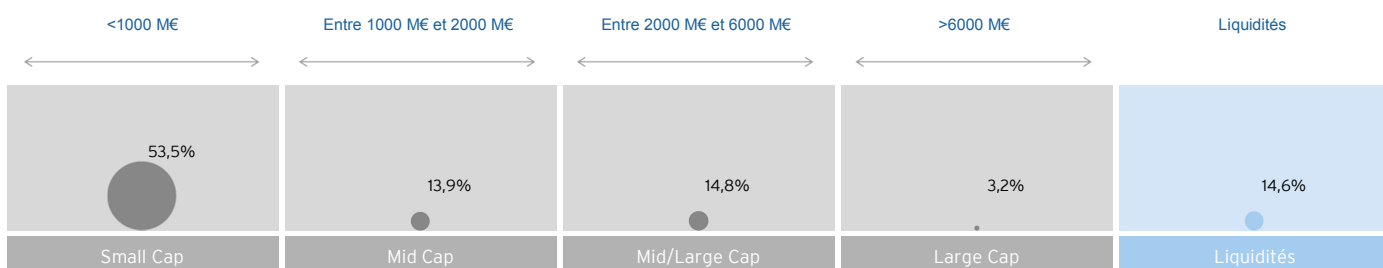 <1000 M€
Entre 1000 M€ et 2000 M€
Entre 2000 M€ et 6000 M€
>6000 M€
Liquidités
53,5%
13,9%
14,8%
3,2%
14,6%
Small Cap
Mid Cap
Mid/Large Cap
Large Cap
Liquidités